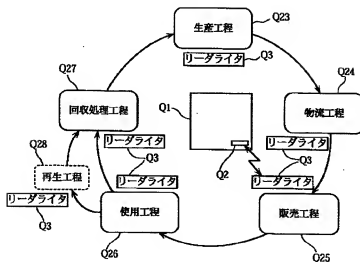 Q23
生産工程
リーダライタ
Q3
Q27
回収処理工程
Q24
物流工程
Q1
Q2
リーダライタ
Q3
リーダライタ
Q3
リーダライタ
リーダライタ
Q28
再生工程
リーダライタ
Q3
使用工程
Q26
販売工程
Q25